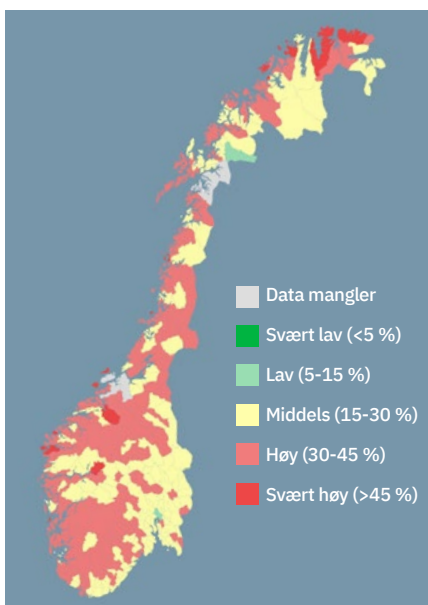 Data mangler
Svært lav (<5 %)
Lav (5-15 %)
Middels (15-30 %)
Høy (30-45 %)
Svært høy (>45 %)